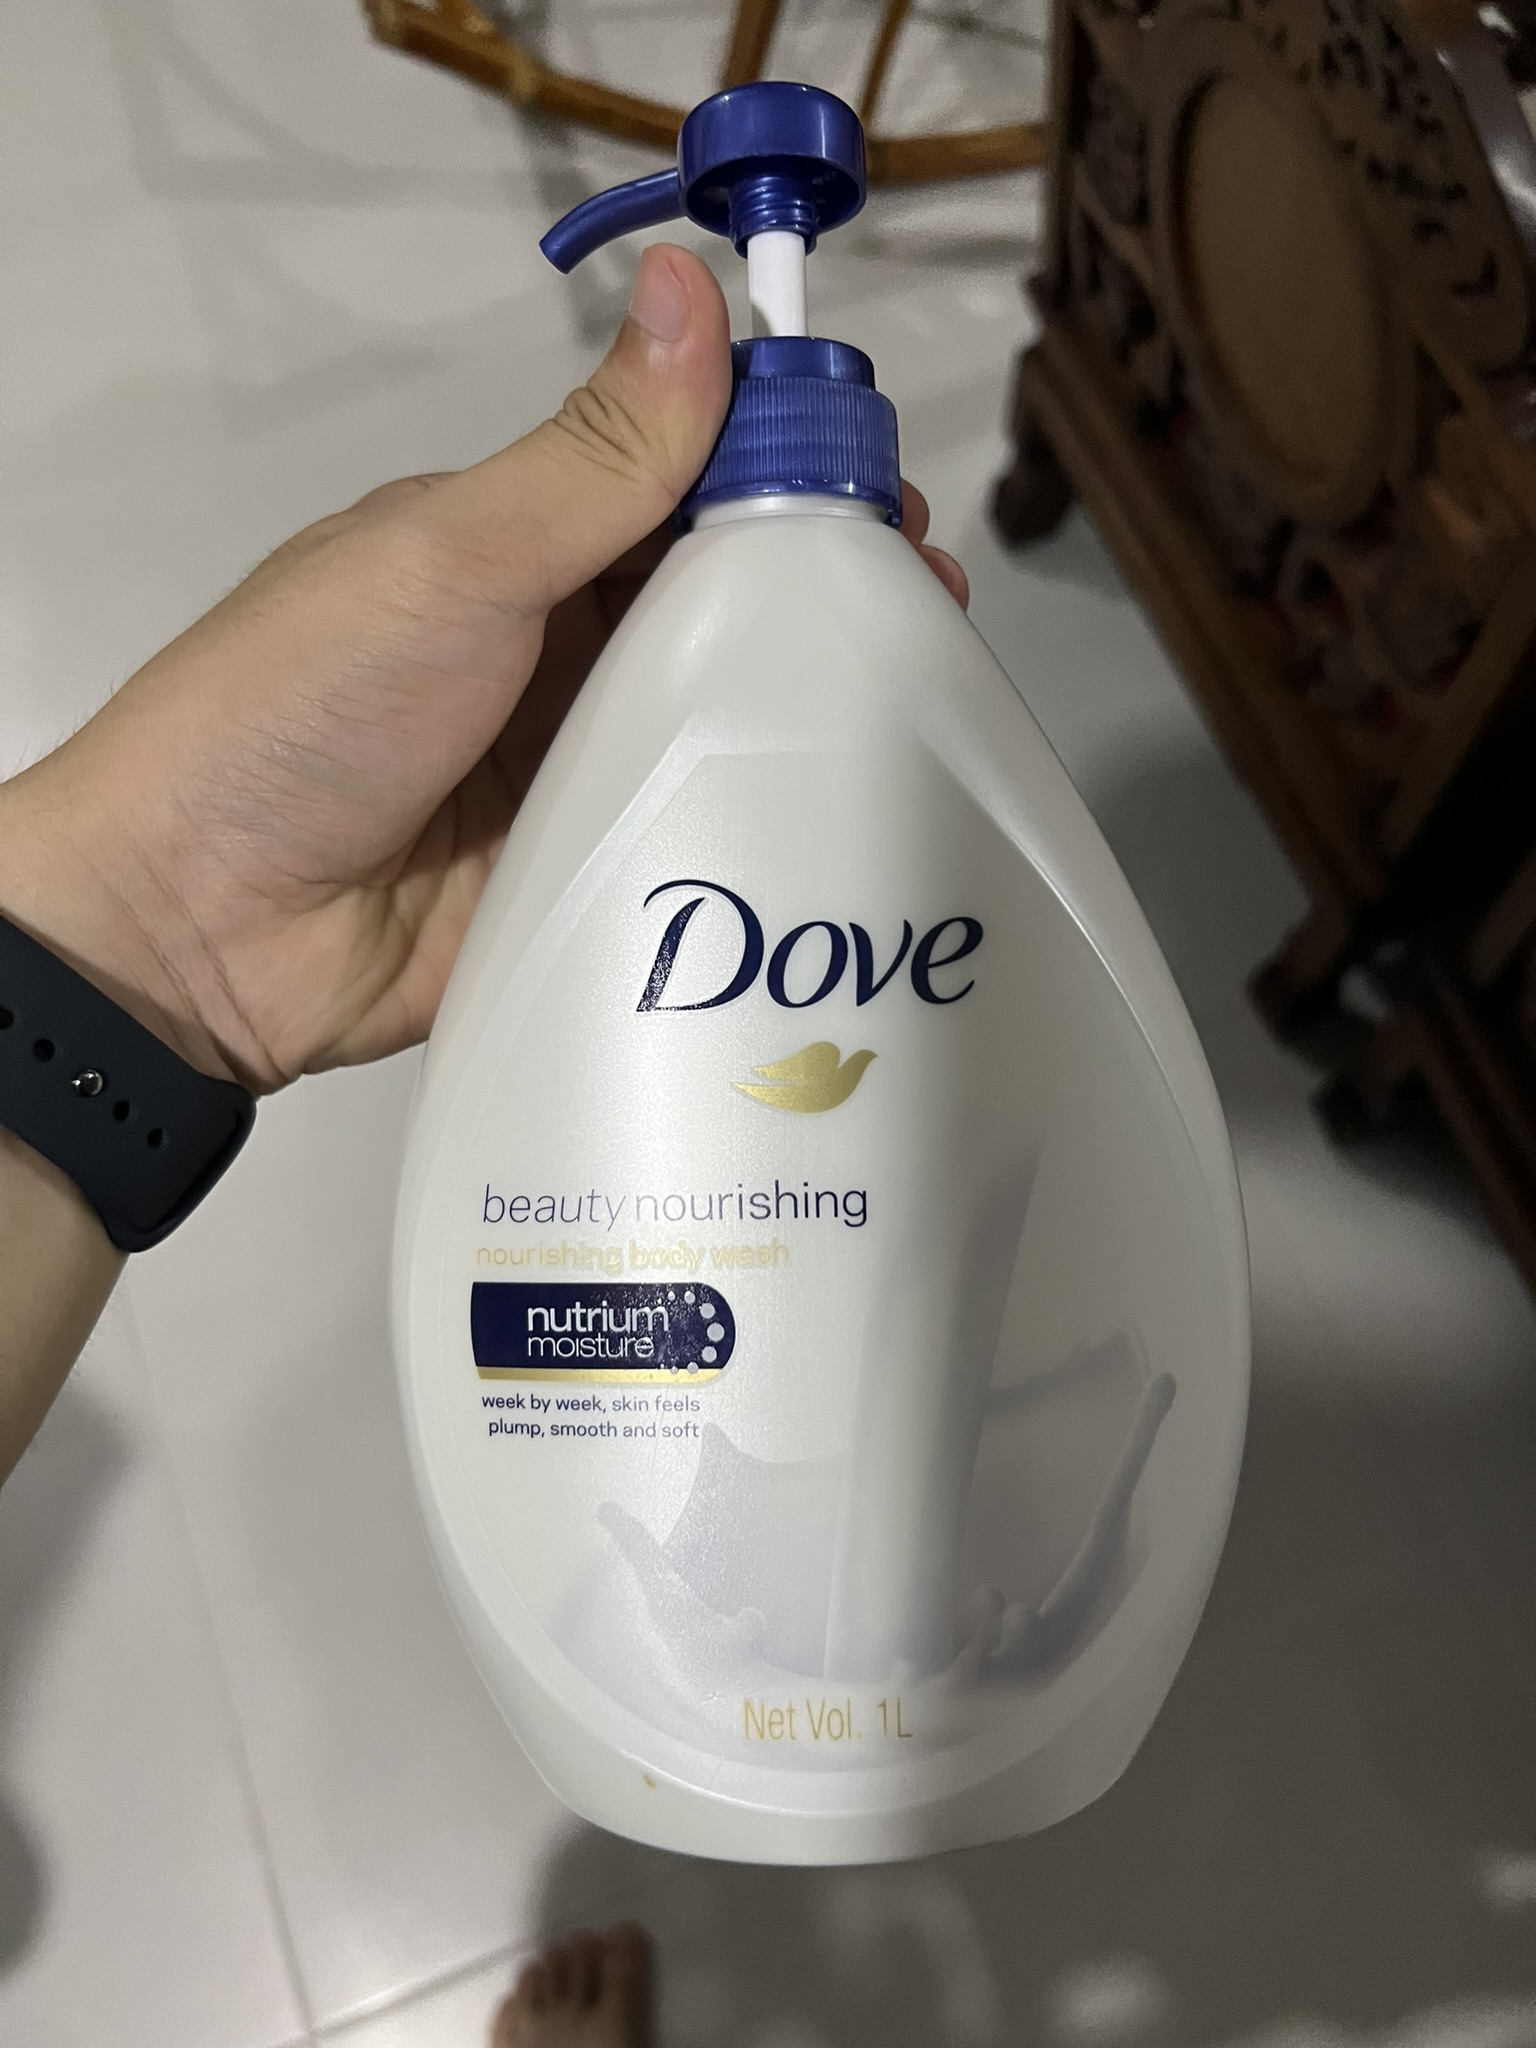 Dove
beauty nourishing
nourishing body wash
nutrium
moisture
week by week, skin feels
plump, smooth and soft
Net Vol. 1L